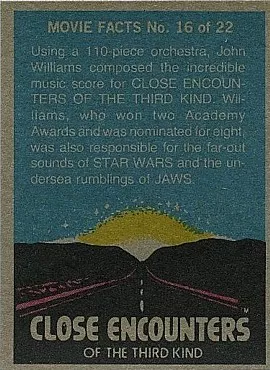 MOVIE FACTS No. 16 of 22
Using a 110-piece orchestra, John
Williams composed the incredible
music score for CLOSE ENCOUN-
TERS OF THE THIRD KIND. Wil-
liams, who won two Academy
Awards and was nominated for eight,
was also responsible for the far-out
sounds of STAR WARS and the un-
dersea rumblings of JAWS.
CLOSE ENCOUNTERS
OF THE THIRD KIND